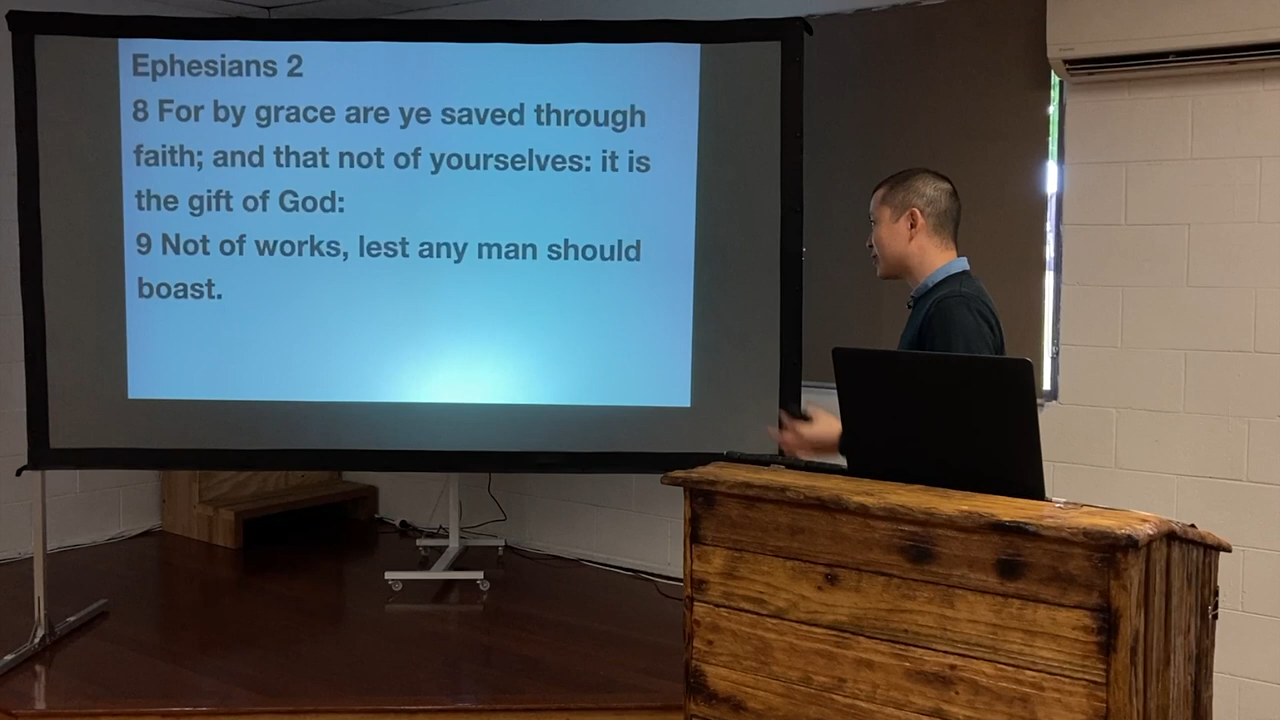 Ephesians 2
8 For by grace are ye saved through
faith; and that not of yourselves: it is
the gift of God:
9 Not of works, lest any man should
boast.